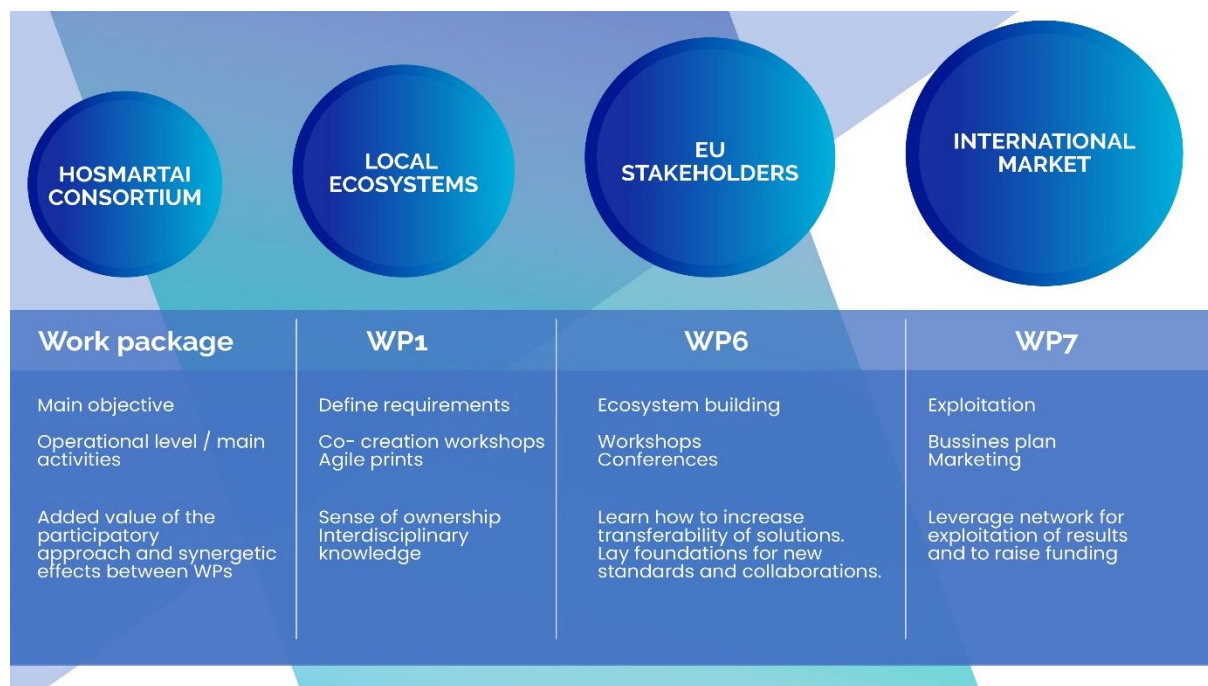 HOSMARTAI
CONSORTIUM
LOCAL
ECOSYSTEMS
EU
STAKEHOLDERS
INTERNATIONAL
MARKET
Work package
WP1
WP6
WP7
Main objective
Define requirements
Ecosystem building
Exploitation
Operational level / main
activities
Co- creation workshops
Agile prints
Workshops
Conferences
Bussines plan
Marketing
Added value of the
participatory
approach and synergetic
effects between WPs
Sense of ownership
Interdisciplinary
knowledge
Learn how to increase
transferability of solutions.
Lay foundations for new
standards and collaborations.
Leverage network for
exploitation of results
and to raise funding